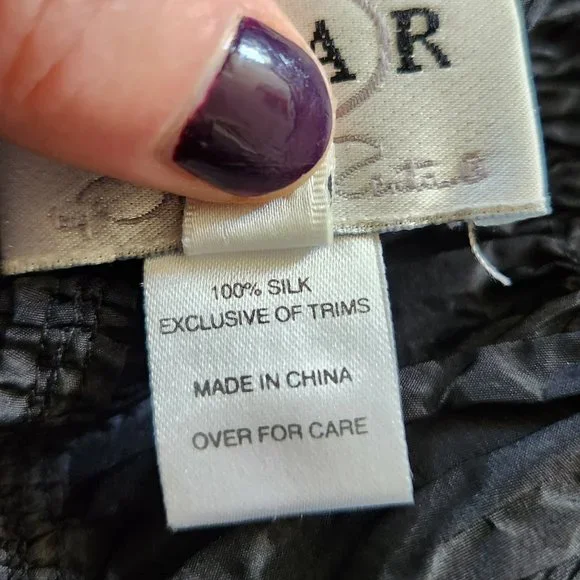 AR
100% SILK
EXCLUSIVE OF TRIMS
MADE IN CHINA
OVER FOR CARE